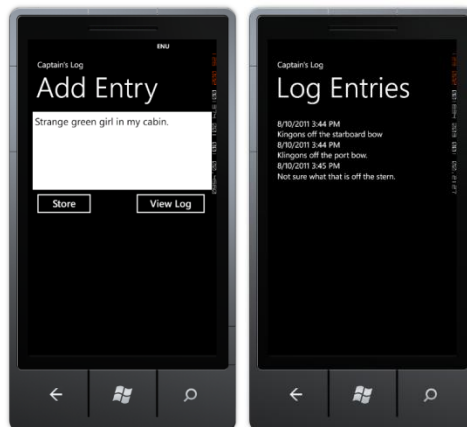 ENU
Captain's Log
Add Entry
Strange green girl in my cabin.
Store
View Log
Captain's Log
Log Entries
8/10/2011 3:44 PM
Kingons off the starboard bow
8/10/2011 3:44 PM
Klingons off the port bow.
8/10/2011 3:45 PM
Not sure what that is off the stern.